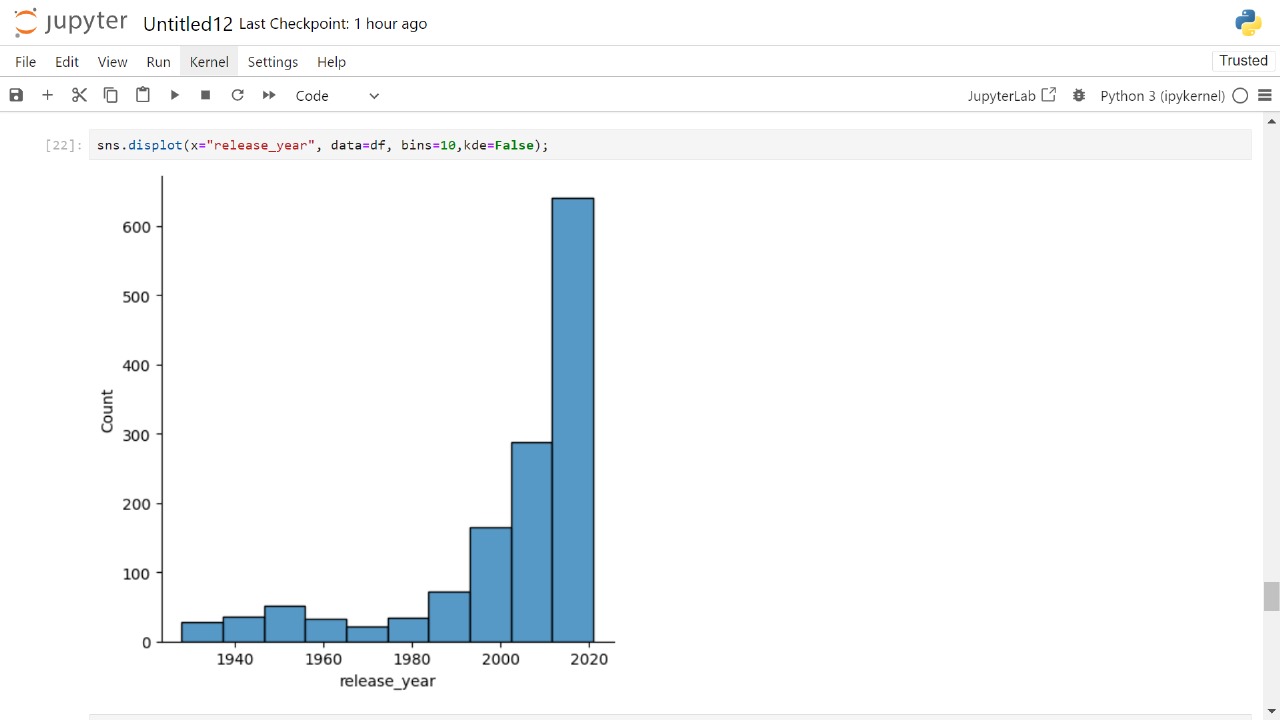 jupyter Untitled12 Last Checkpoint: 1 hour ago
File Edit View Run Kernel Settings Help Trusted
Code JupyterLab Python 3 (ipykernel)
[22]: sns.displot(x="release_year", data=df, bins=10,kde=False);
600
500
400
300
200
100
0
Count
1940 1960 1980 2000 2020
release_year